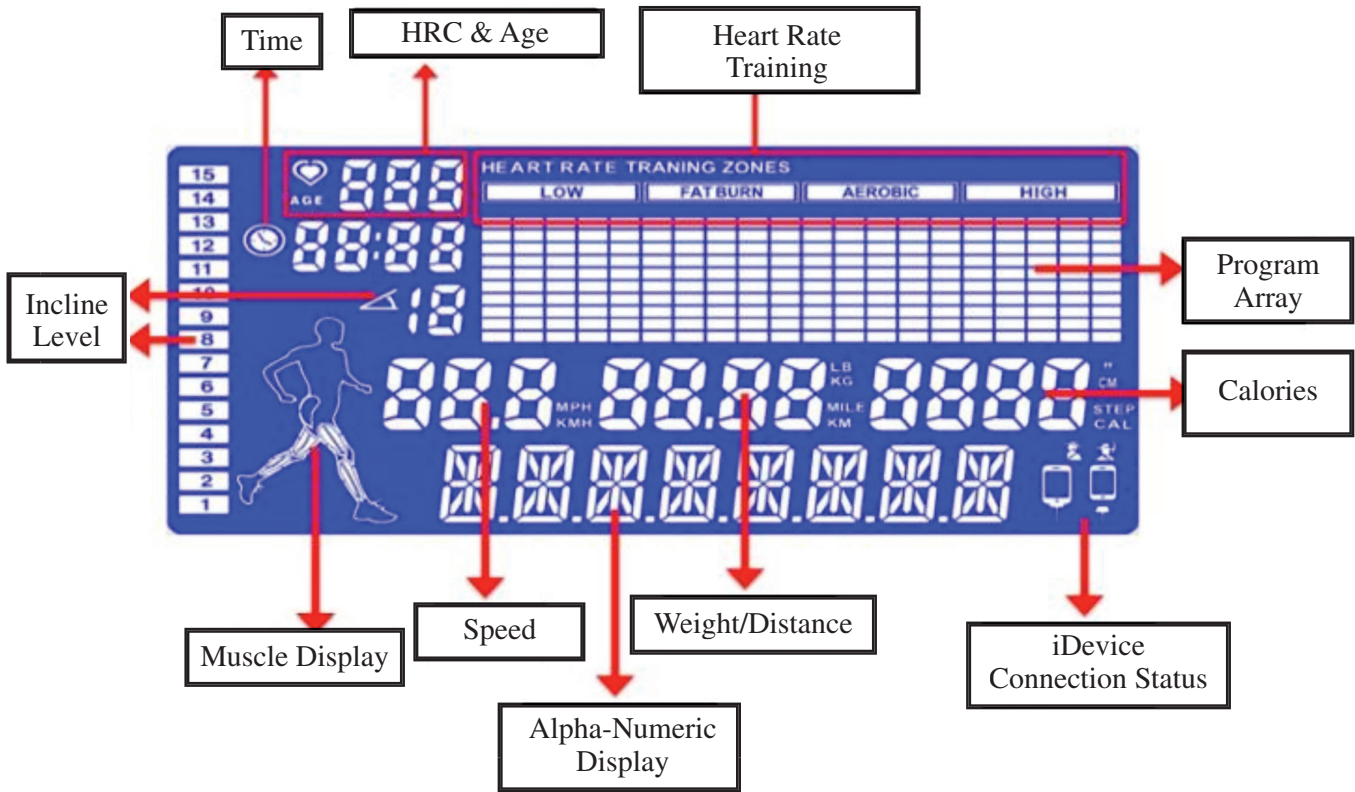 Time
HRC & Age
Heart Rate
Training
HEART RATE TRANING ZONES
LOW
FAT BURN
AEROBIC
HIGH
AGE
888
88:88
18
15
14
13
12
11
10
9
8
7
6
5
4
3
2
1
Incline
Level
Program
Array
88.8
MPH
KMH
88.88
LB
KG
MILE
KM
8888
"
CM
STEP
CAL
Calories
Muscle Display
Speed
Weight/Distance
iDevice
Connection Status
Alpha-Numeric
Display